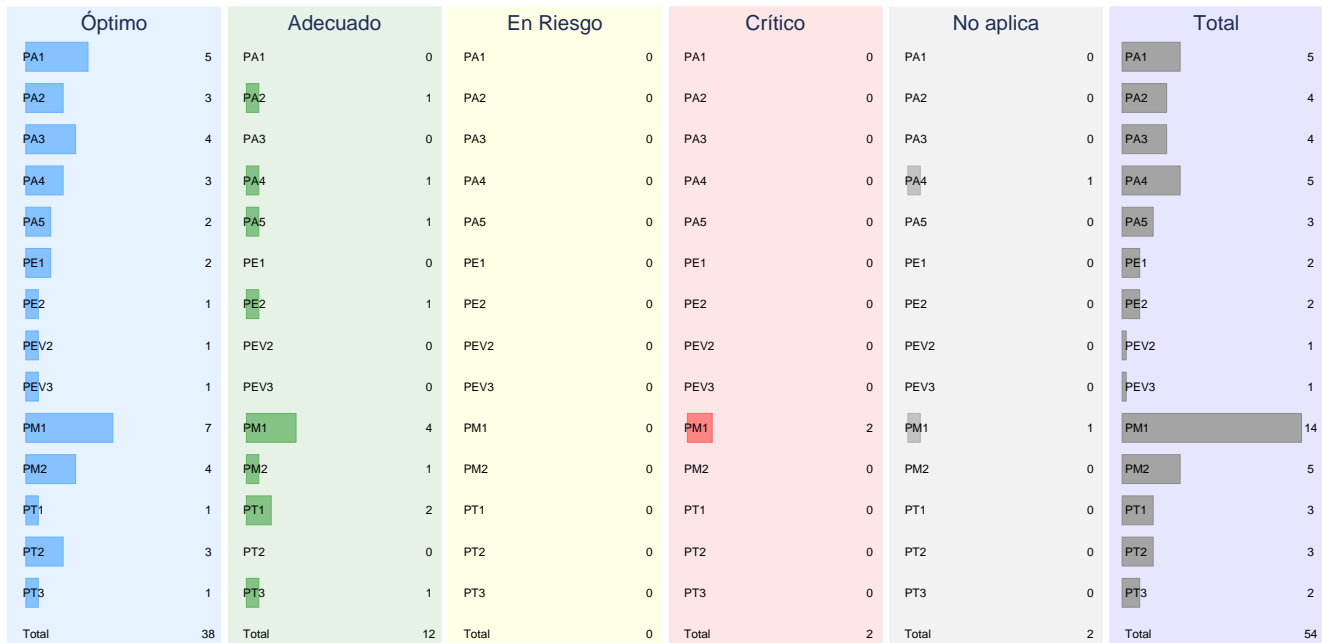 Óptimo Adecuado En Riesgo Crítico No aplica Total
PA1 5 PA1 0 PA1 0 PA1 0 PA1 0 PA1 5
PA2 3 PA2 1 PA2 0 PA2 0 PA2 0 PA2 4
PA3 4 PA3 0 PA3 0 PA3 0 PA3 0 PA3 4
PA4 3 PA4 1 PA4 0 PA4 0 PA4 1 PA4 5
PA5 2 PA5 1 PA5 0 PA5 0 PA5 0 PA5 3
PE1 2 PE1 0 PE1 0 PE1 0 PE1 0 PE1 2
PE2 1 PE2 1 PE2 0 PE2 0 PE2 0 PE2 2
PEV2 1 PEV2 0 PEV2 0 PEV2 0 PEV2 0 PEV2 1
PEV3 1 PEV3 0 PEV3 0 PEV3 0 PEV3 0 PEV3 1
PM1 7 PM1 4 PM1 0 PM1 2 PM1 1 PM1 14
PM2 4 PM2 1 PM2 0 PM2 0 PM2 0 PM2 5
PT1 1 PT1 2 PT1 0 PT1 0 PT1 0 PT1 3
PT2 3 PT2 0 PT2 0 PT2 0 PT2 0 PT2 3
PT3 1 PT3 1 PT3 0 PT3 0 PT3 0 PT3 2
Total 38 Total 12 Total 0 Total 2 Total 2 Total 54